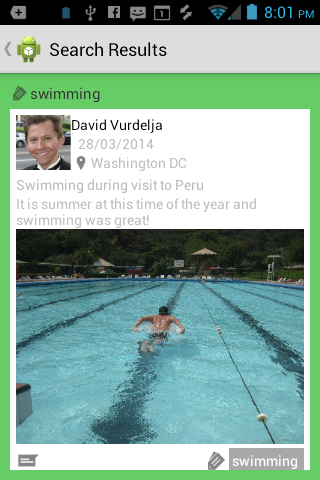 8:01 PM
Search Results
swimming
David Vurdelja
28/03/2014
Washington DC
Swimming during visit to Peru
It is summer at this time of the year and
swimming was great!
swimming